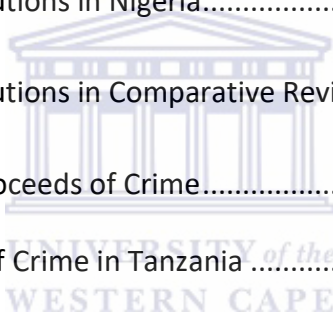 utions in Nigeria...................
utions in Comparative Revi
oceeds of Crime...................
UNIVERSITY of the
f Crime in Tanzania ............
WESTERN CAPE